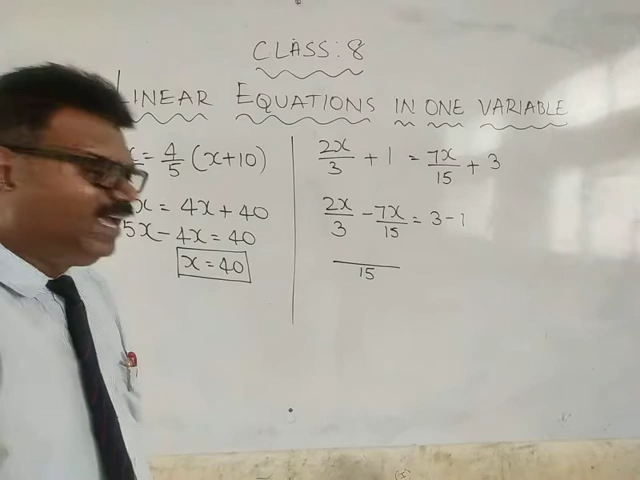 CLASS: 8
LINEAR EQUATIONS IN ONE VARIABLE
= 4/5 (x+10)
x = 4x + 40
5x - 4x = 40
x = 40
2x/3 + 1 = 7x/15 + 3
2x/3 - 7x/15 = 3 - 1
/15